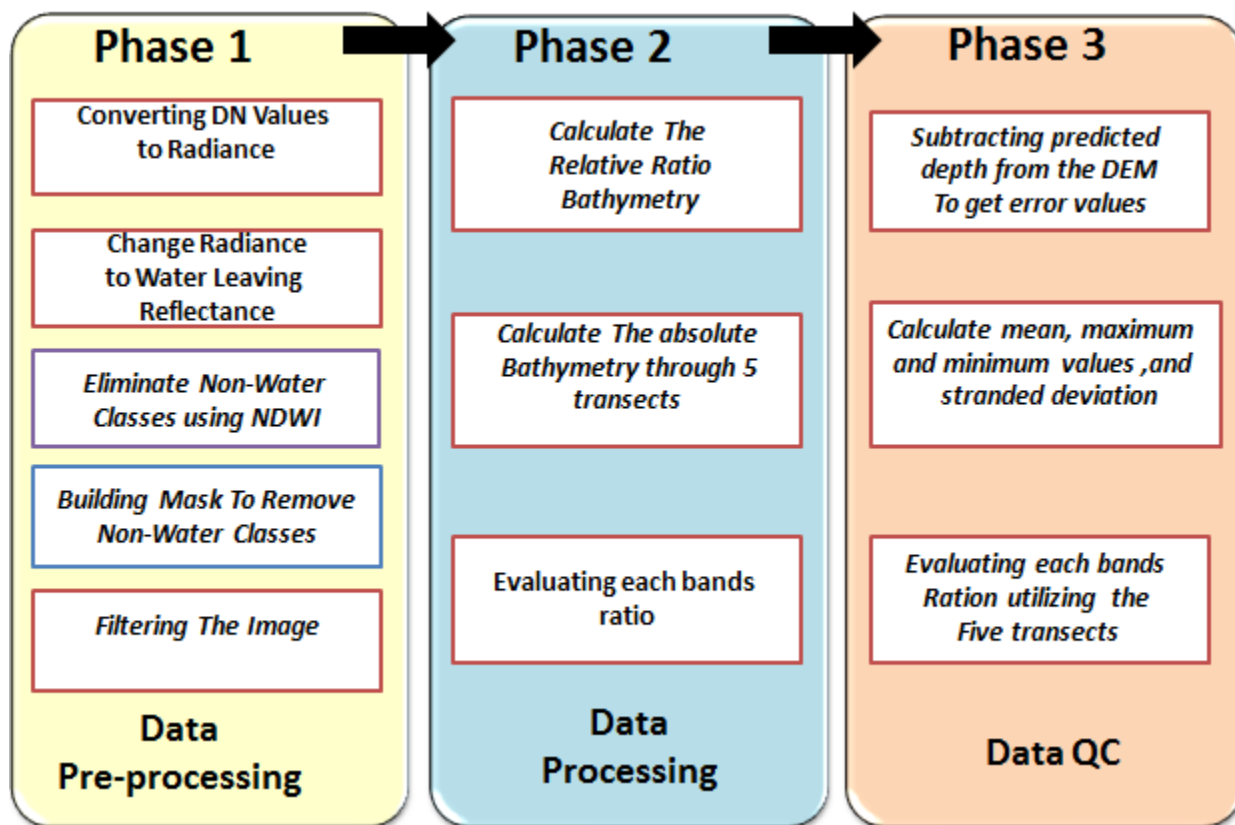 Phase 1
Converting DN Values
to Radiance
Change Radiance
to Water Leaving
Reflectance
Eliminate Non-Water
Classes using NDWI
Building Mask To Remove
Non-Water Classes
Filtering The Image
Data
Pre-processing
Phase 2
Calculate The
Relative Ratio
Bathymetry
Calculate The absolute
Bathymetry through 5
transects
Evaluating each bands
ratio
Data
Processing
Phase 3
Subtracting predicted
depth from the DEM
To get error values
Calculate mean, maximum
and minimum values ,and
stranded deviation
Evaluating each bands
Ration utilizing the
Five transects
Data QC